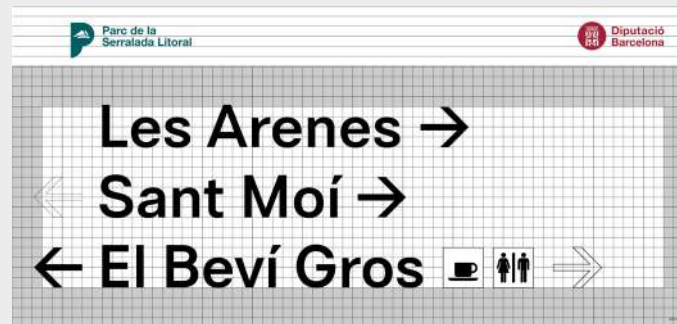 Parc de la
Serralada Litoral
Diputació
Barcelona
Les Arenes →
Sant Moí →
← El Beví Gros